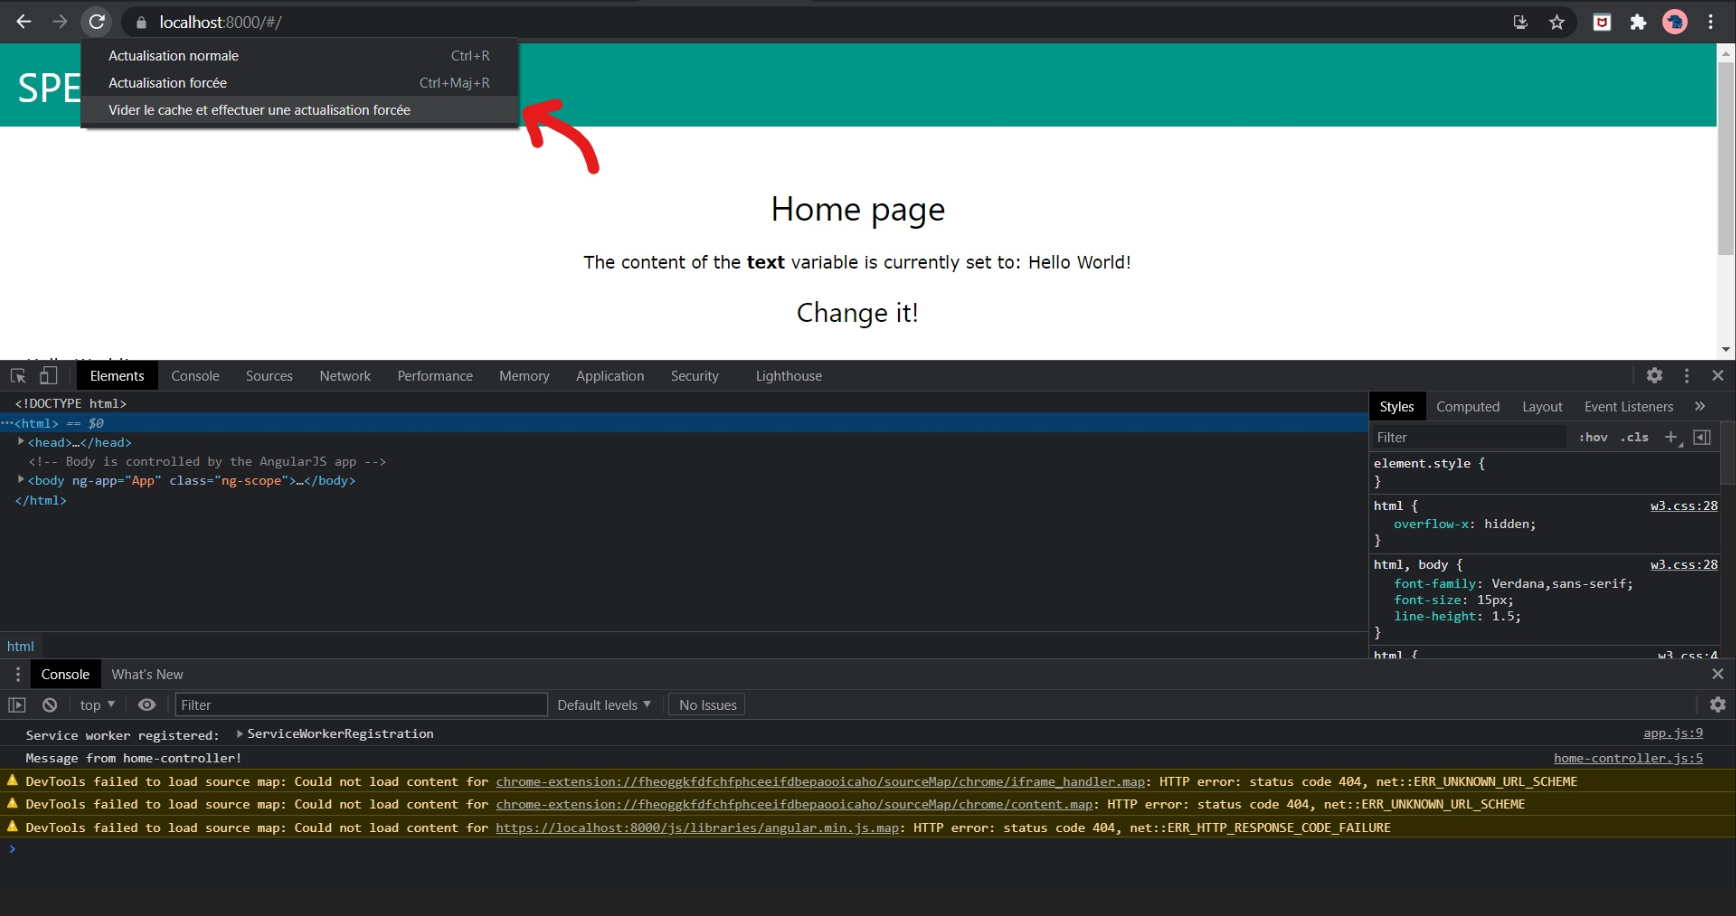 localhost:8000/#/
Actualisation normale Ctrl+R
Actualisation forcée Ctrl+Maj+R
Vider le cache et effectuer une actualisation forcée
SPE
Home page
The content of the text variable is currently set to: Hello World!
Change it!
Elements Console Sources Network Performance Memory Application Security Lighthouse
<!DOCTYPE html>
···<html> == $0
<head>…</head>
<!-- Body is controlled by the AngularJS app -->
<body ng-app="App" class="ng-scope">…</body>
</html>
html
Styles Computed Layout Event Listeners »
Filter :hov .cls +
element.style {
}
html { w3.css:28
overflow-x: hidden;
}
html, body { w3.css:28
font-family: Verdana,sans-serif;
font-size: 15px;
line-height: 1.5;
}
html { w3.css:4
Console What's New
top Filter Default levels No Issues
Service worker registered: ServiceWorkerRegistration app.js:9
Message from home-controller! home-controller.js:5
DevTools failed to load source map: Could not load content for chrome-extension://fheoggkfdfchfphceeifdbepaooicaho/sourceMap/chrome/iframe_handler.map: HTTP error: status code 404, net::ERR_UNKNOWN_URL_SCHEME
DevTools failed to load source map: Could not load content for chrome-extension://fheoggkfdfchfphceeifdbepaooicaho/sourceMap/chrome/content.map: HTTP error: status code 404, net::ERR_UNKNOWN_URL_SCHEME
DevTools failed to load source map: Could not load content for https://localhost:8000/js/libraries/angular.min.js.map: HTTP error: status code 404, net::ERR_HTTP_RESPONSE_CODE_FAILURE
>